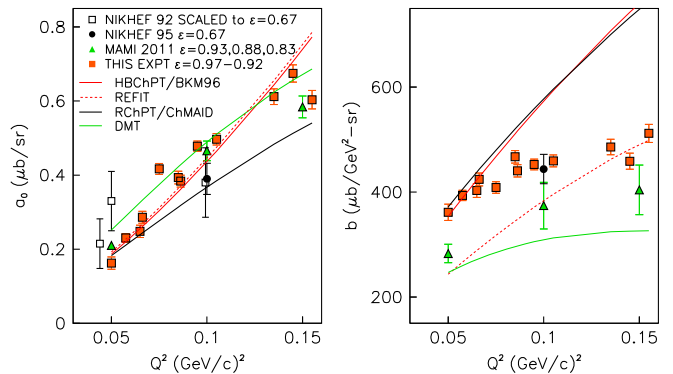 NIKHEF 92 SCALED to ε=0.67
NIKHEF 95 ε=0.67
MAMI 2011 ε=0.93,0.88,0.83
THIS EXPT ε=0.97−0.92
HBChPT/BKM96
REFIT
RChPT/ChMAID
DMT
a₀ (μb/sr)
0.8
0.6
0.4
0.2
0
0.05
0.1
0.15
Q² (GeV/c)²
b (μb/GeV²−sr)
600
400
200
0.05
0.1
0.15
Q² (GeV/c)²